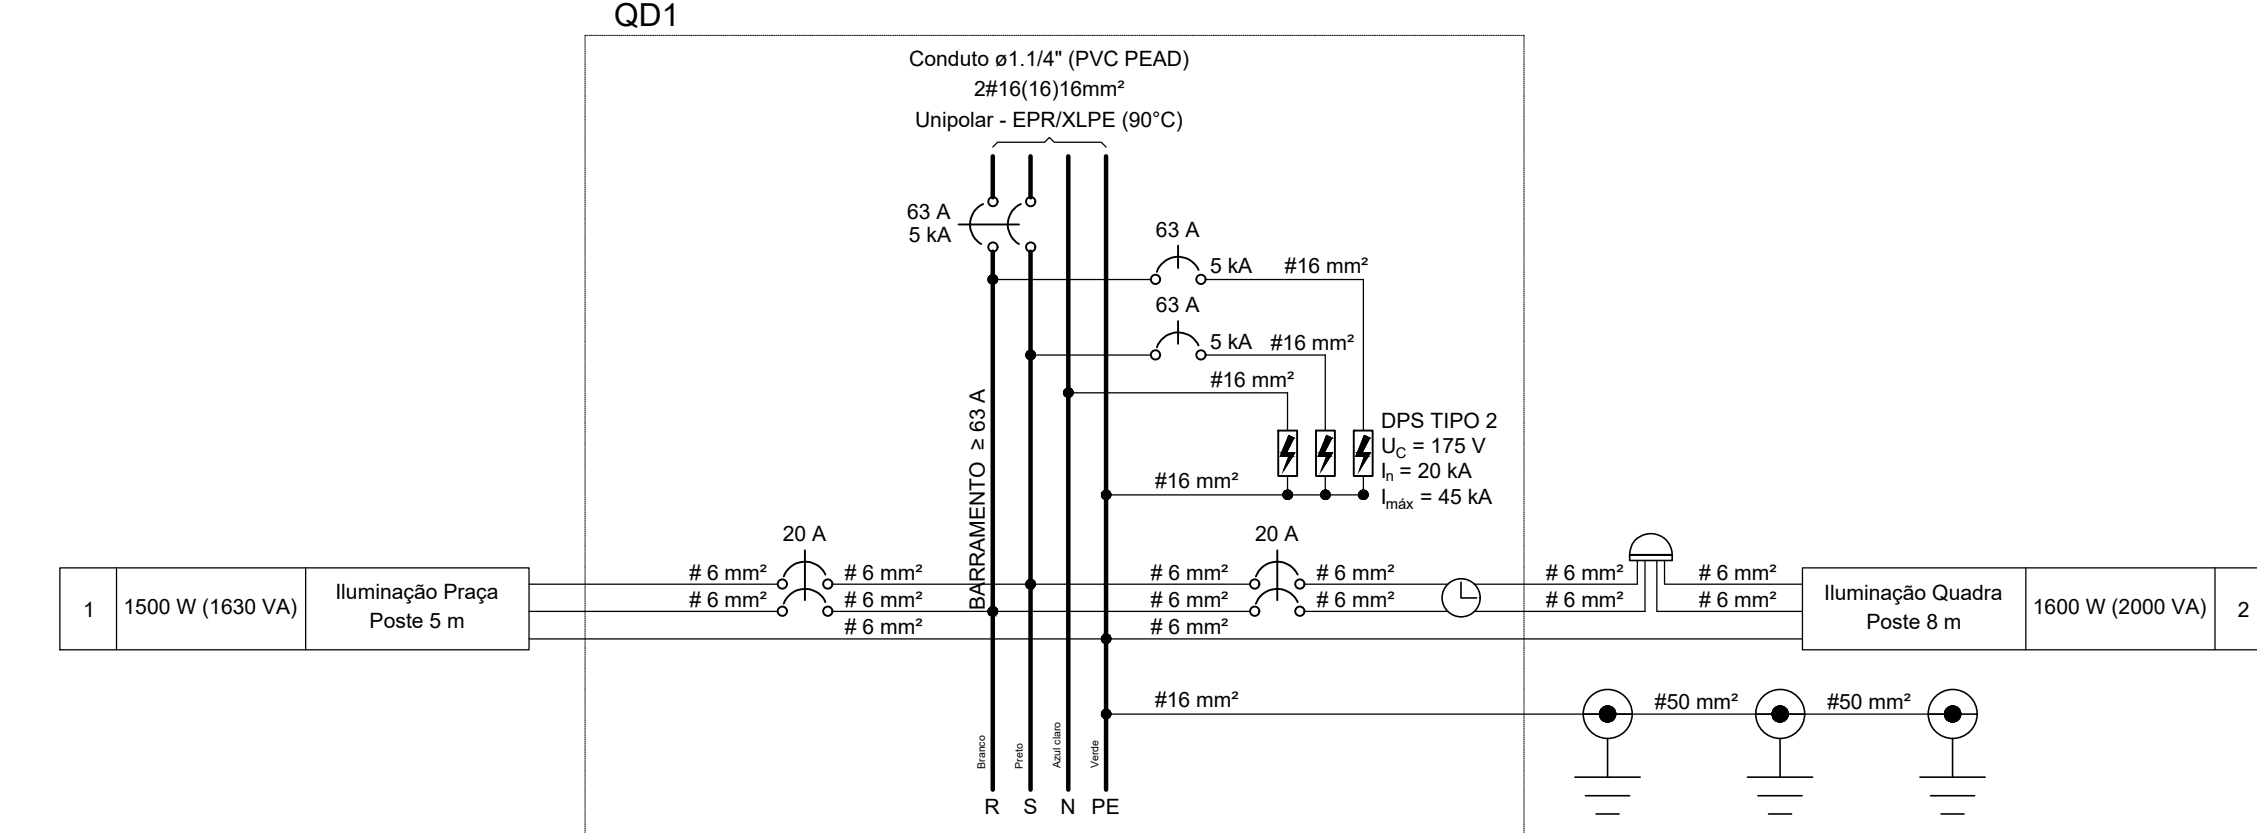 QD1
Conduto ø1.1/4" (PVC PEAD)
2#16(16)16mm²
Unipolar - EPR/XLPE (90°C)
63 A
5 kA
63 A
5 kA
#16 mm²
63 A
5 kA
#16 mm²
#16 mm²
BARRAMENTO ≥ 63 A
DPS TIPO 2
UC = 175 V
In = 20 kA
Imáx = 45 kA
#16 mm²
20 A
20 A
1
1500 W (1630 VA)
Iluminação Praça
Poste 5 m
# 6 mm²
# 6 mm²
# 6 mm²
# 6 mm²
# 6 mm²
# 6 mm²
# 6 mm²
# 6 mm²
# 6 mm²
# 6 mm²
# 6 mm²
# 6 mm²
# 6 mm²
# 6 mm²
Iluminação Quadra
Poste 8 m
1600 W (2000 VA)
2
#16 mm²
#50 mm²
#50 mm²
Branco
Preto
Azul claro
Verde
R
S
N
PE